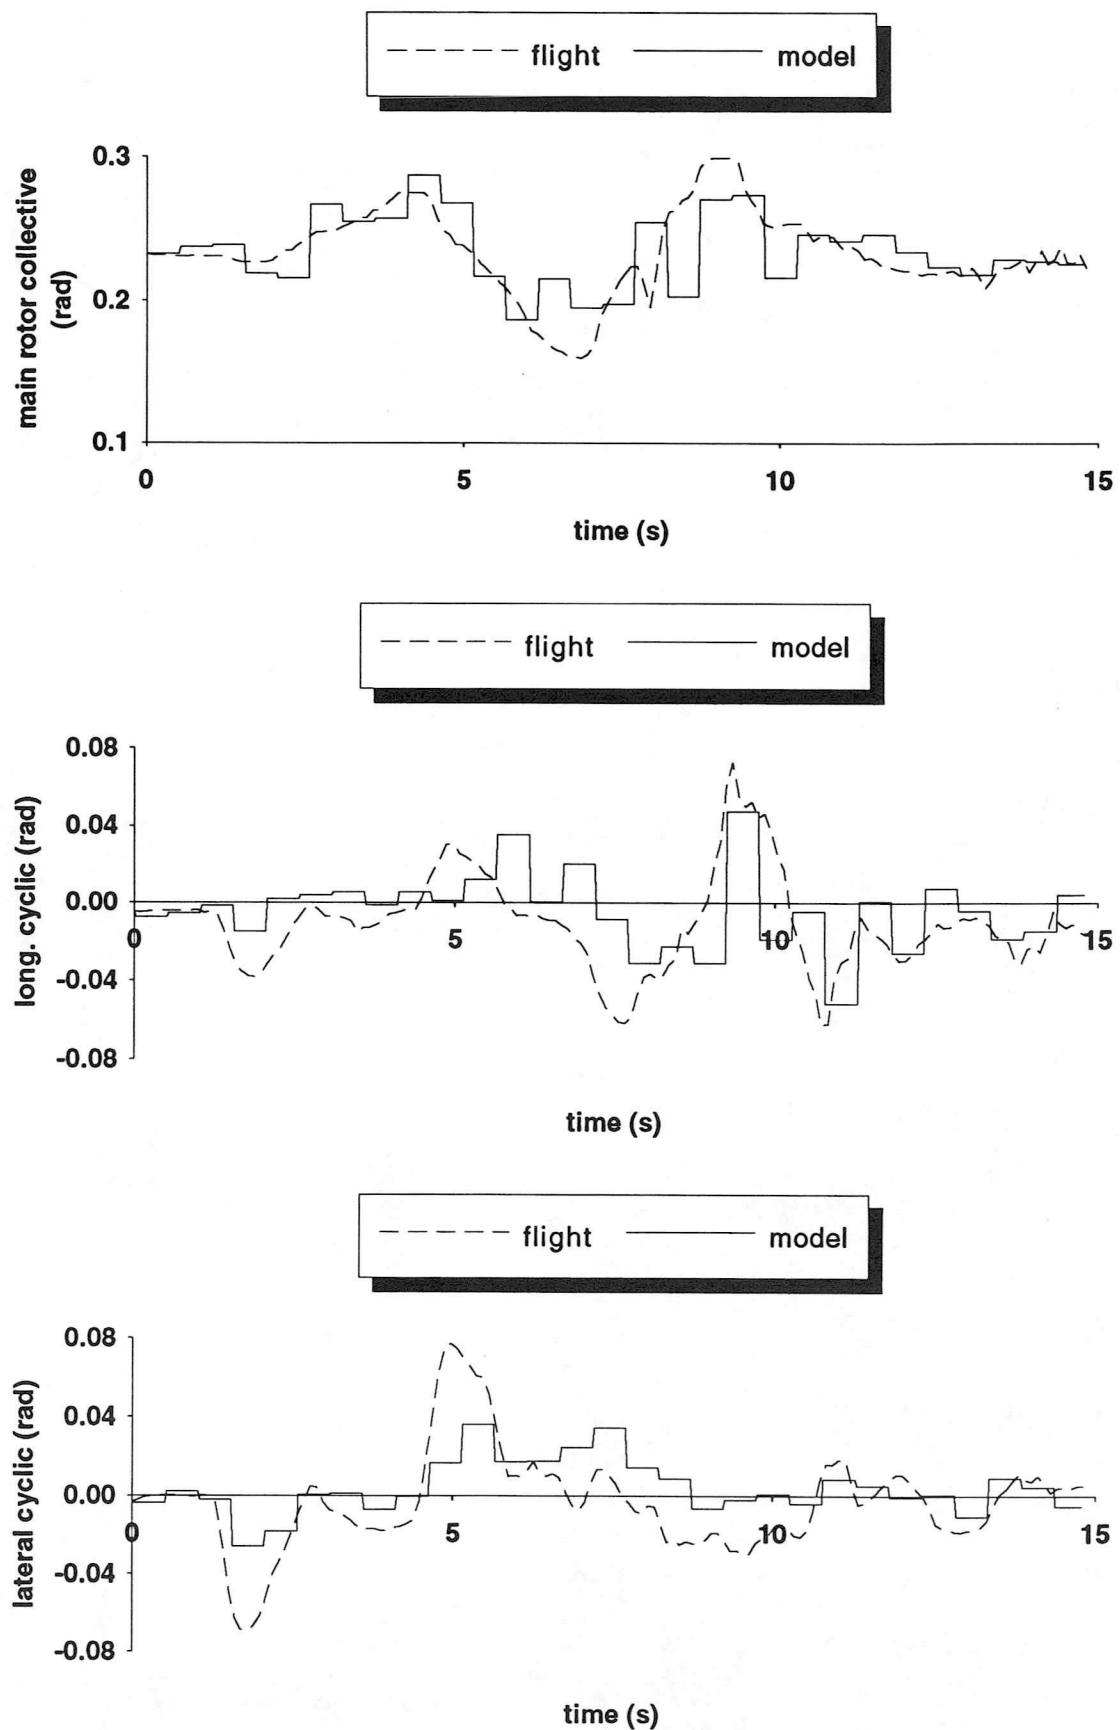 flight model
0.3
main rotor collective
(rad)
0.2
0.1
0 5 10 15
time (s)
flight model
0.08
0.04
long. cyclic (rad)
0.00
0 5 10 15
-0.04
-0.08
time (s)
flight model
0.08
0.04
lateral cyclic (rad)
0.00
0 5 10 15
-0.04
-0.08
time (s)